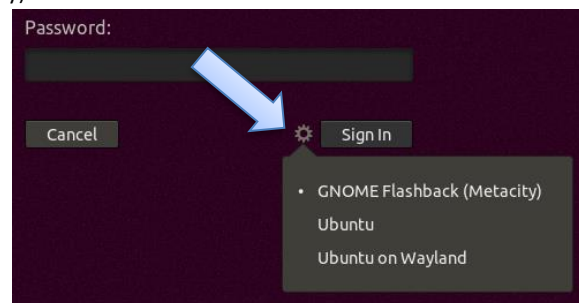 Password:
Cancel
Sign In
• GNOME Flashback (Metacity)
Ubuntu
Ubuntu on Wayland